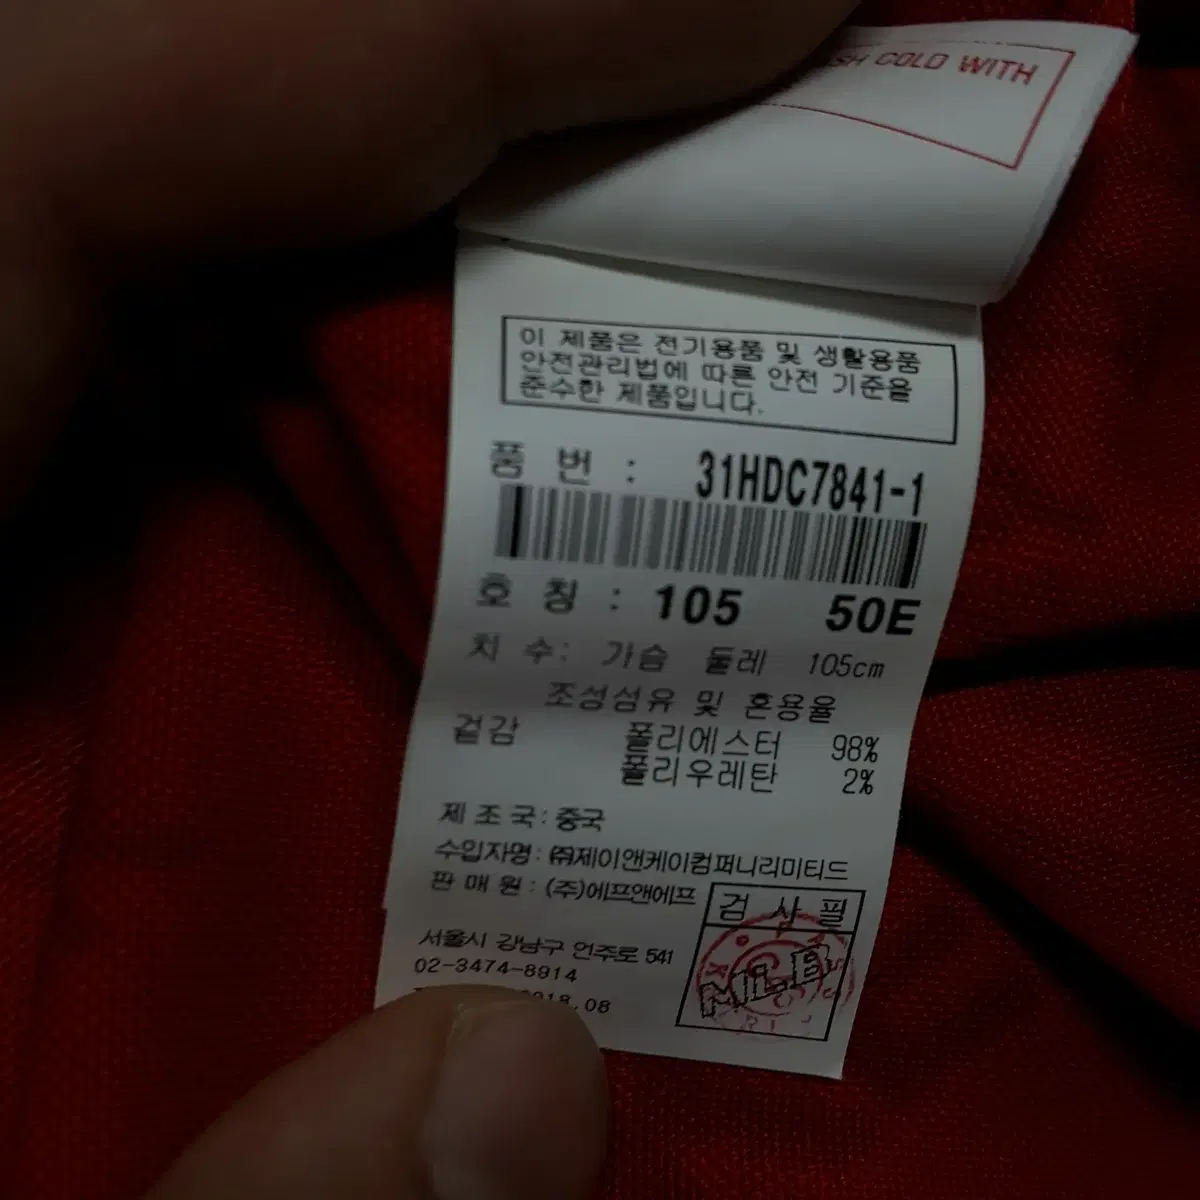 COLD WITH
이 제품은 전기용품 및 생활용품
안전관리법에 따른 안전 기준을
준수한 제품입니다.
품 번 : 31HDC7841-1
호 칭 : 105 50E
치 수: 가슴 둘레 105cm
조성섬유 및 혼용율
겉감 폴리에스터 98%
폴리우레탄 2%
제 조 국: 중국
수입자명: ㈜제이앤케이컴퍼니리미티드
판 매 원 : (주)에프앤에프
검 사 필
서울시 강남구 언주로 541
02-3474-8914
MLB